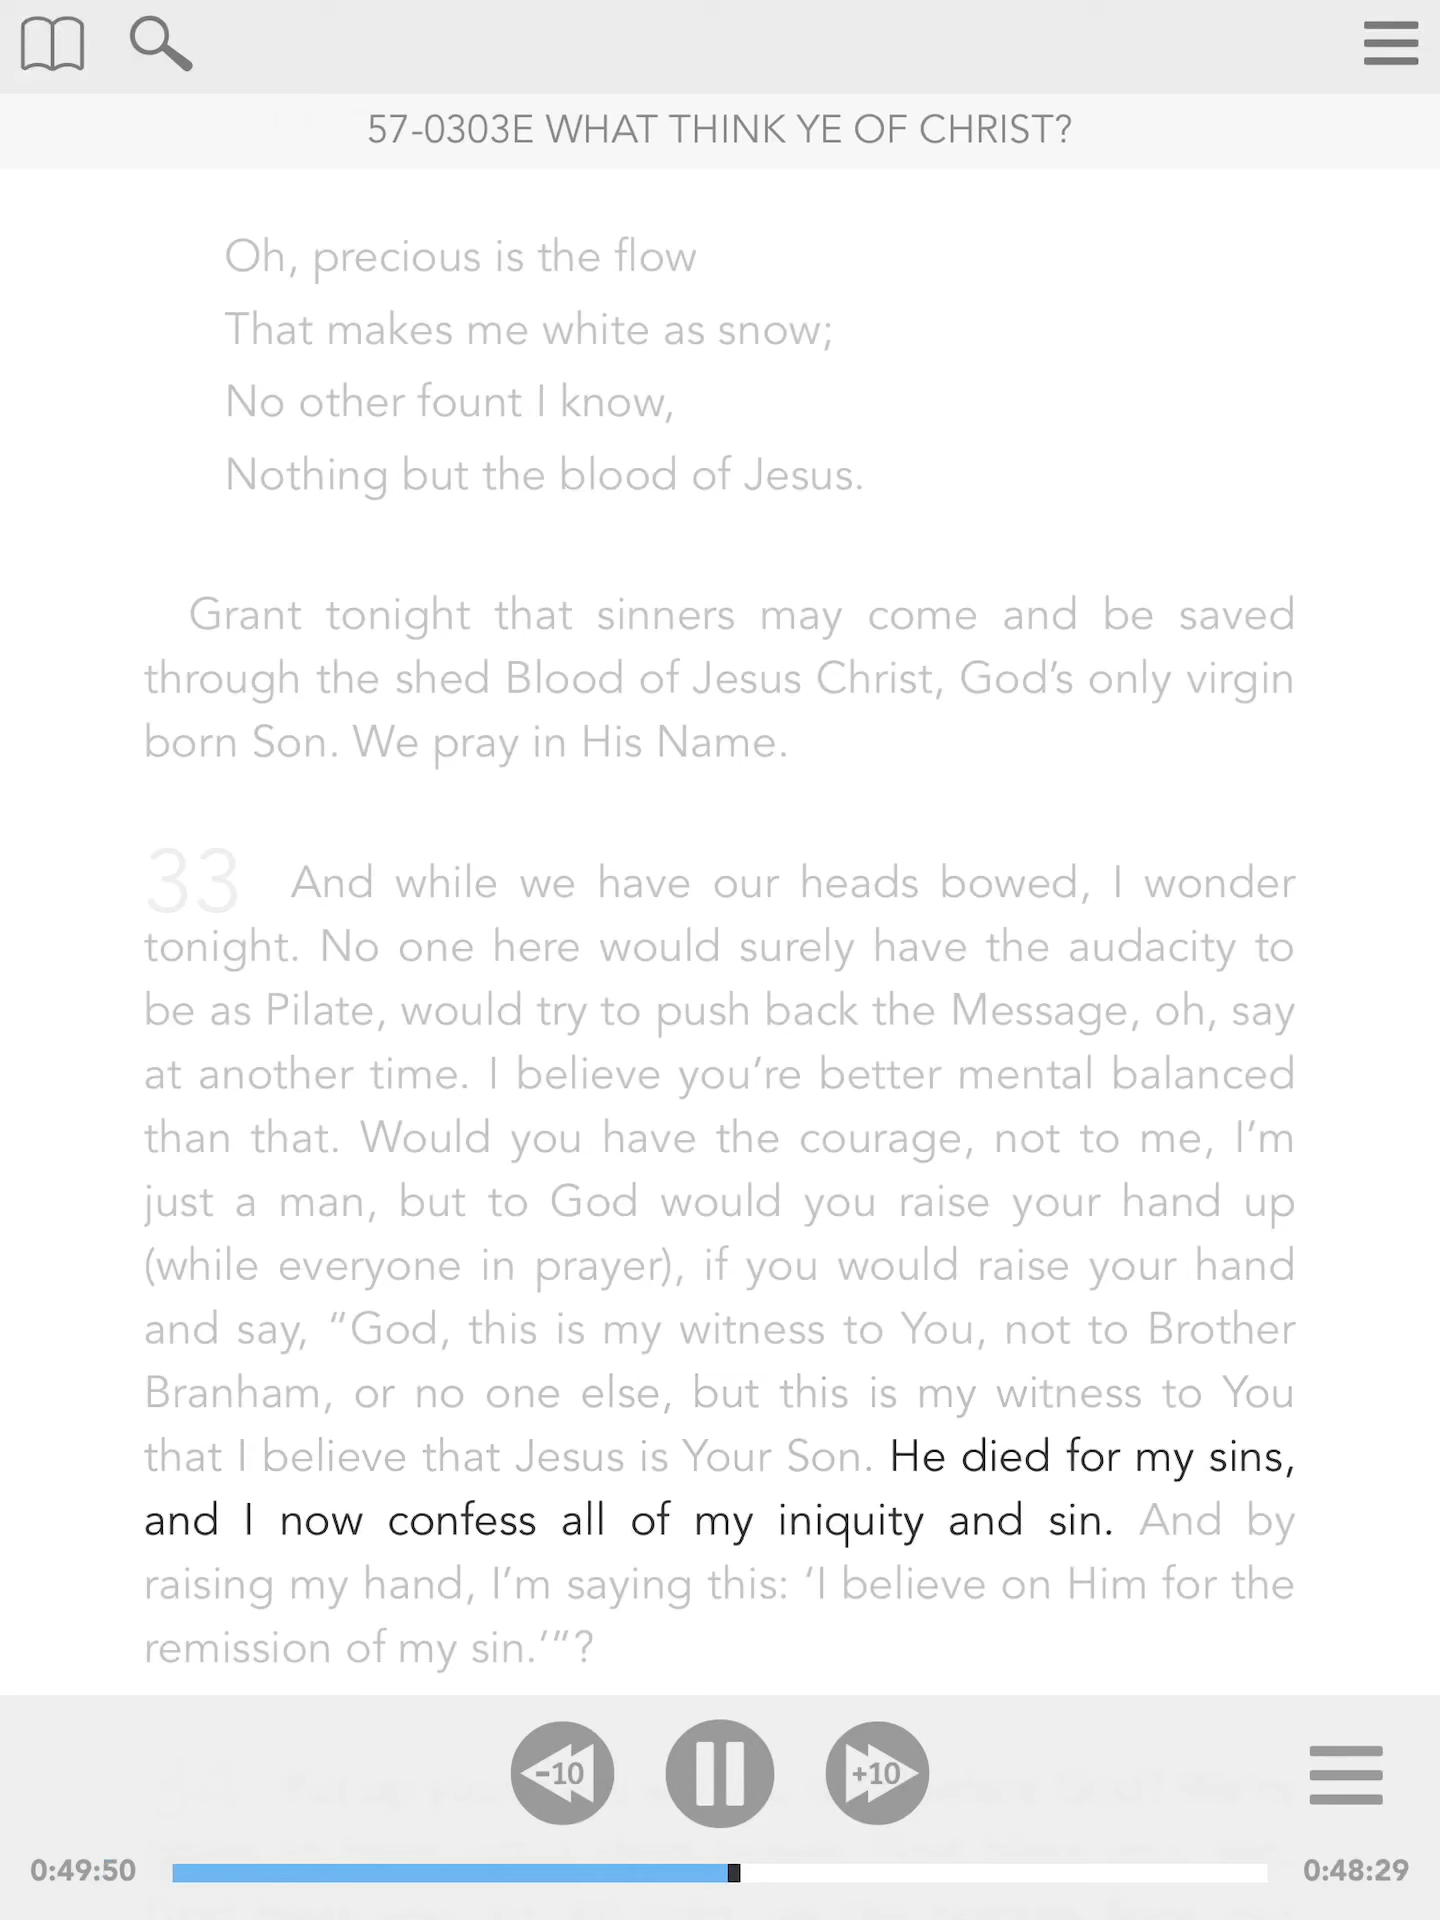 57-0303E WHAT THINK YE OF CHRIST?
Oh, precious is the flow
That makes me white as snow;
No other fount I know,
Nothing but the blood of Jesus.
Grant tonight that sinners may come and be saved
through the shed Blood of Jesus Christ, God’s only virgin
born Son. We pray in His Name.
33 And while we have our heads bowed, I wonder
tonight. No one here would surely have the audacity to
be as Pilate, would try to push back the Message, oh, say
at another time. I believe you’re better mental balanced
than that. Would you have the courage, not to me, I’m
just a man, but to God would you raise your hand up
(while everyone in prayer), if you would raise your hand
and say, “God, this is my witness to You, not to Brother
Branham, or no one else, but this is my witness to You
that I believe that Jesus is Your Son. He died for my sins,
and I now confess all of my iniquity and sin. And by
raising my hand, I’m saying this: ‘I believe on Him for the
remission of my sin.’”?
-10 +10
0:49:50 0:48:29